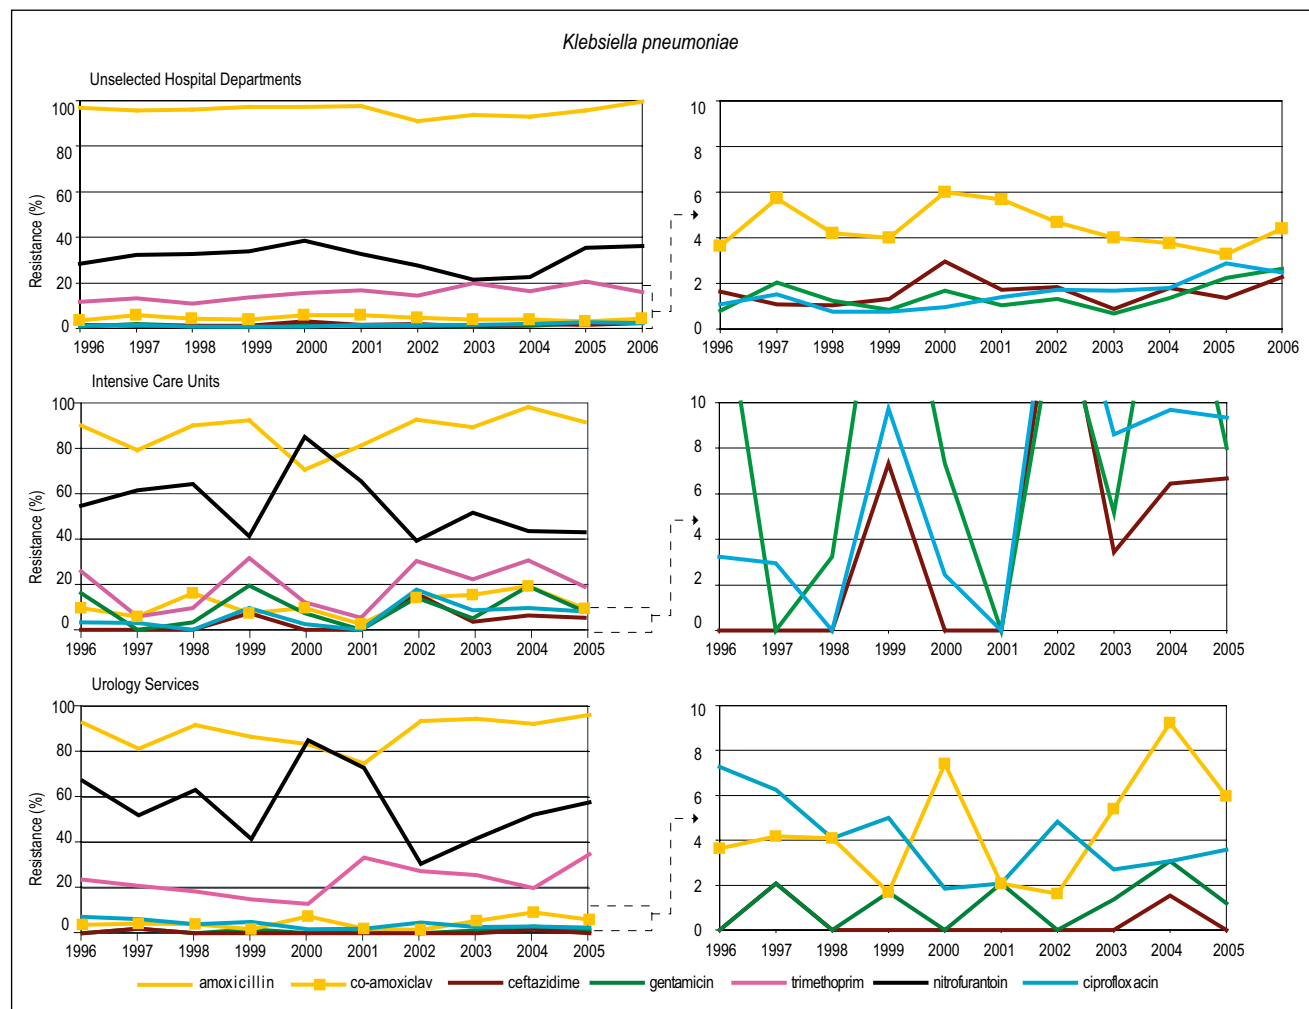 Klebsiella pneumoniae
Unselected Hospital Departments
Resistance (%)
100
80
60
40
20
0
1996 1997 1998 1999 2000 2001 2002 2003 2004 2005 2006
10
8
6
4
2
0
1996 1997 1998 1999 2000 2001 2002 2003 2004 2005 2006
Intensive Care Units
Resistance (%)
100
80
60
40
20
0
1996 1997 1998 1999 2000 2001 2002 2003 2004 2005
10
8
6
4
2
0
1996 1997 1998 1999 2000 2001 2002 2003 2004 2005
Urology Services
Resistance (%)
100
80
60
40
20
0
1996 1997 1998 1999 2000 2001 2002 2003 2004 2005
10
8
6
4
2
0
1996 1997 1998 1999 2000 2001 2002 2003 2004 2005
amoxicillin co-amoxiclav ceftazidime gentamicin trimethoprim nitrofurantoin ciprofloxacin